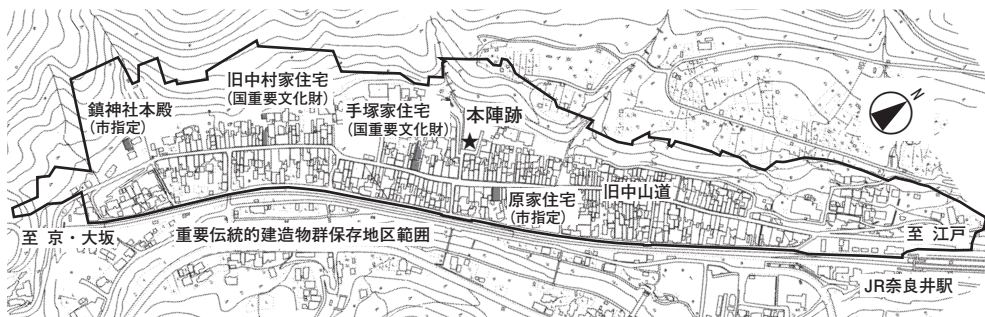 旧中村家住宅
(国重要文化財)
鎮神社本殿
(市指定)
手塚家住宅
(国重要文化財)
本陣跡
★
N
原家住宅
(市指定)
旧中山道
至 京・大坂
重要伝統的建造物群保存地区範囲
至 江戸
JR奈良井駅